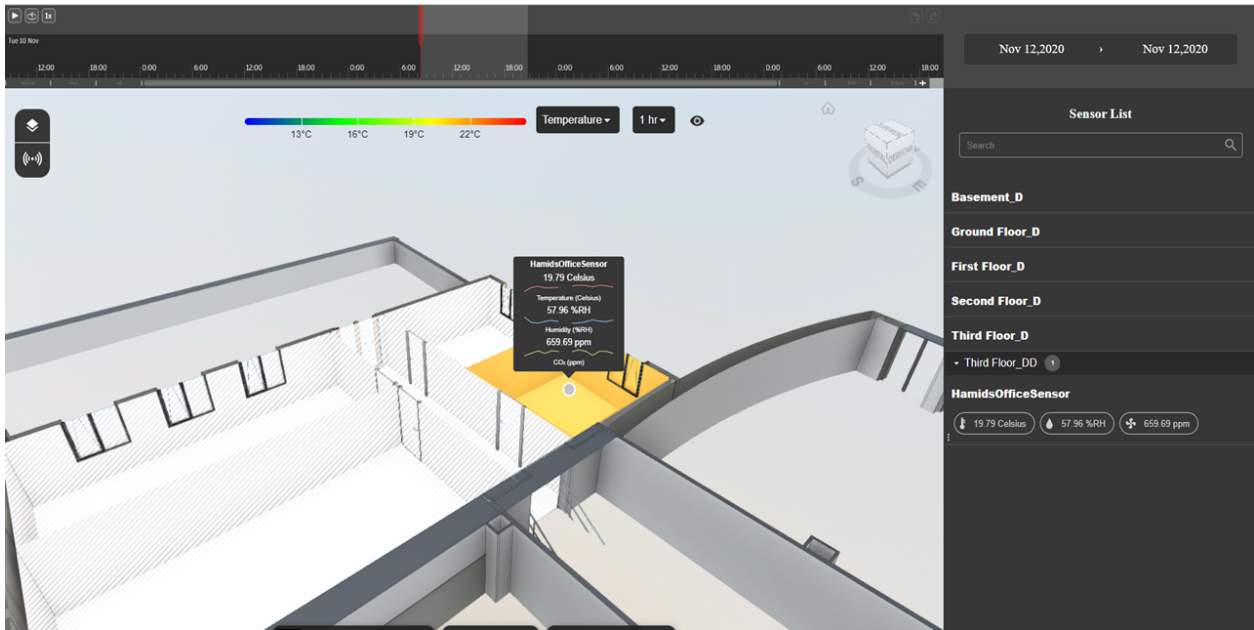 1x
Tue 10 Nov
12:00 18:00 0:00 6:00 12:00 18:00 0:00 6:00 12:00 18:00 0:00 6:00 12:00 18:00 0:00 6:00 12:00 18:00
Nov 12,2020 › Nov 12,2020
13°C 16°C 19°C 22°C
Temperature
1 hr
S
E
HamidsOfficeSensor
19.79 Celsius
Temperature (Celsius)
57.96 %RH
Humidity (%RH)
659.69 ppm
CO₂ (ppm)
Sensor List
Search
Basement_D
Ground Floor_D
First Floor_D
Second Floor_D
Third Floor_D
Third Floor_DD 1
HamidsOfficeSensor
19.79 Celsius 57.96 %RH 659.69 ppm